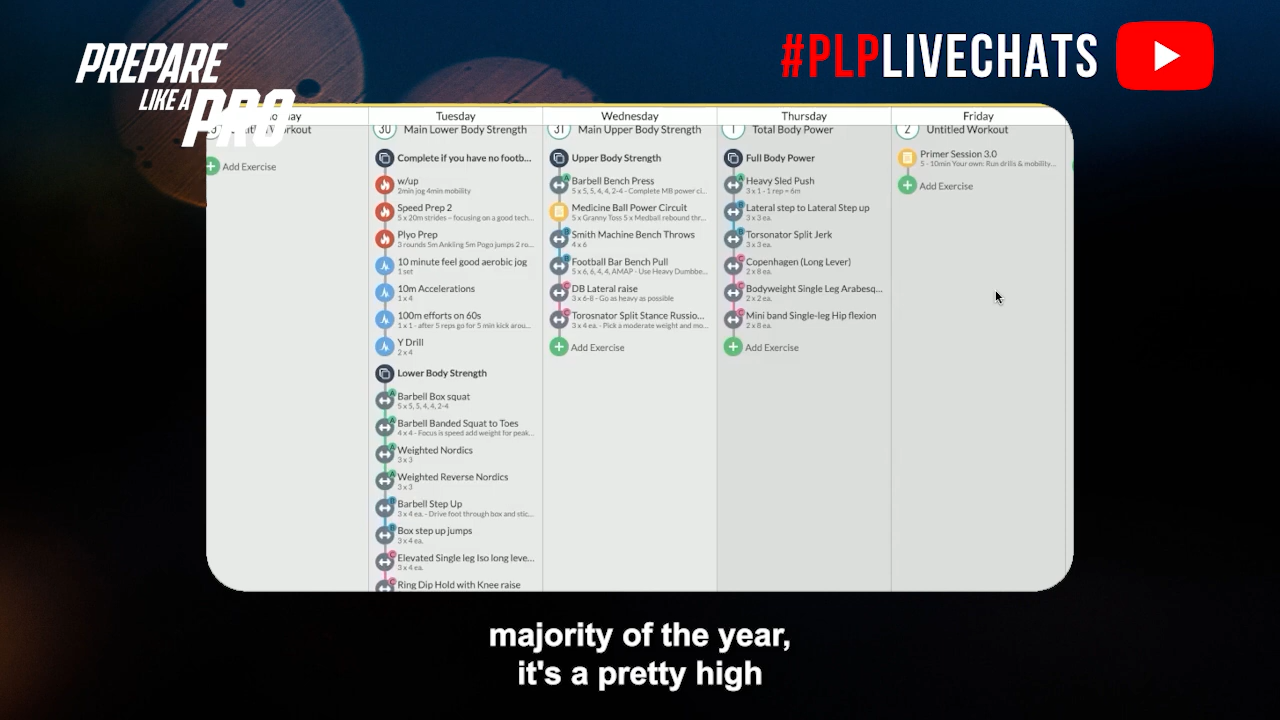 PREPARE
LIKE A
PRO
#PLPLIVECHATS
Tuesday
Wednesday
Thursday
Friday
Add Exercise
30 Main Lower Body Strength
Complete if you have no footb...
w/up
2min jog 4min mobility
Speed Prep 2
5 x 20m strides – focusing on a good tech...
Plyo Prep
3 rounds 5m Ankling 5m Pogo jumps 2 ro...
10 minute feel good aerobic jog
1 set
10m Accelerations
1 x 4
100m efforts on 60s
1 x 1 - after 5 reps go for 5 min kick arou...
Y Drill
2 x 4
Lower Body Strength
A
Barbell Box squat
5 x 5, 5, 4, 4, 2-4
A
Barbell Banded Squat to Toes
4 x 4 - Focus is speed add weight for peak...
A
Weighted Nordics
3 x 3
A
Weighted Reverse Nordics
3 x 3
B
Barbell Step Up
3 x 4 ea. - Drive foot through box and stic...
B
Box step up jumps
3 x 4 ea.
C
Elevated Single leg Iso long leve...
3 x 4 ea.
C
Ring Dip Hold with Knee raise
31 Main Upper Body Strength
Upper Body Strength
A
Barbell Bench Press
5 x 5, 5, 4, 4, 2-4 - Complete MB power ci...
Medicine Ball Power Circuit
5 x Granny Toss 5 x Medball rebound thr...
B
Smith Machine Bench Throws
4 x 6
B
Football Bar Bench Pull
5 x 6, 6, 4, 4, AMAP - Use Heavy Dumbbe...
C
DB Lateral raise
3 x 6-8 - Go as heavy as possible
C
Torosnator Split Stance Russio...
3 x 4 ea. - Pick a moderate weight and mo...
Add Exercise
1 Total Body Power
Full Body Power
A
Heavy Sled Push
3 x 1 - 1 rep = 6m
B
Lateral step to Lateral Step up
3 x 3 ea.
B
Torsonator Split Jerk
3 x 3 ea.
C
Copenhagen (Long Lever)
2 x 8 ea.
C
Bodyweight Single Leg Arabesq...
2 x 2 ea.
C
Mini band Single-leg Hip flexion
2 x 8 ea.
Add Exercise
2 Untitled Workout
Primer Session 3.0
5 - 10min Your own: Run drills & mobility...
Add Exercise
majority of the year,
it's a pretty high